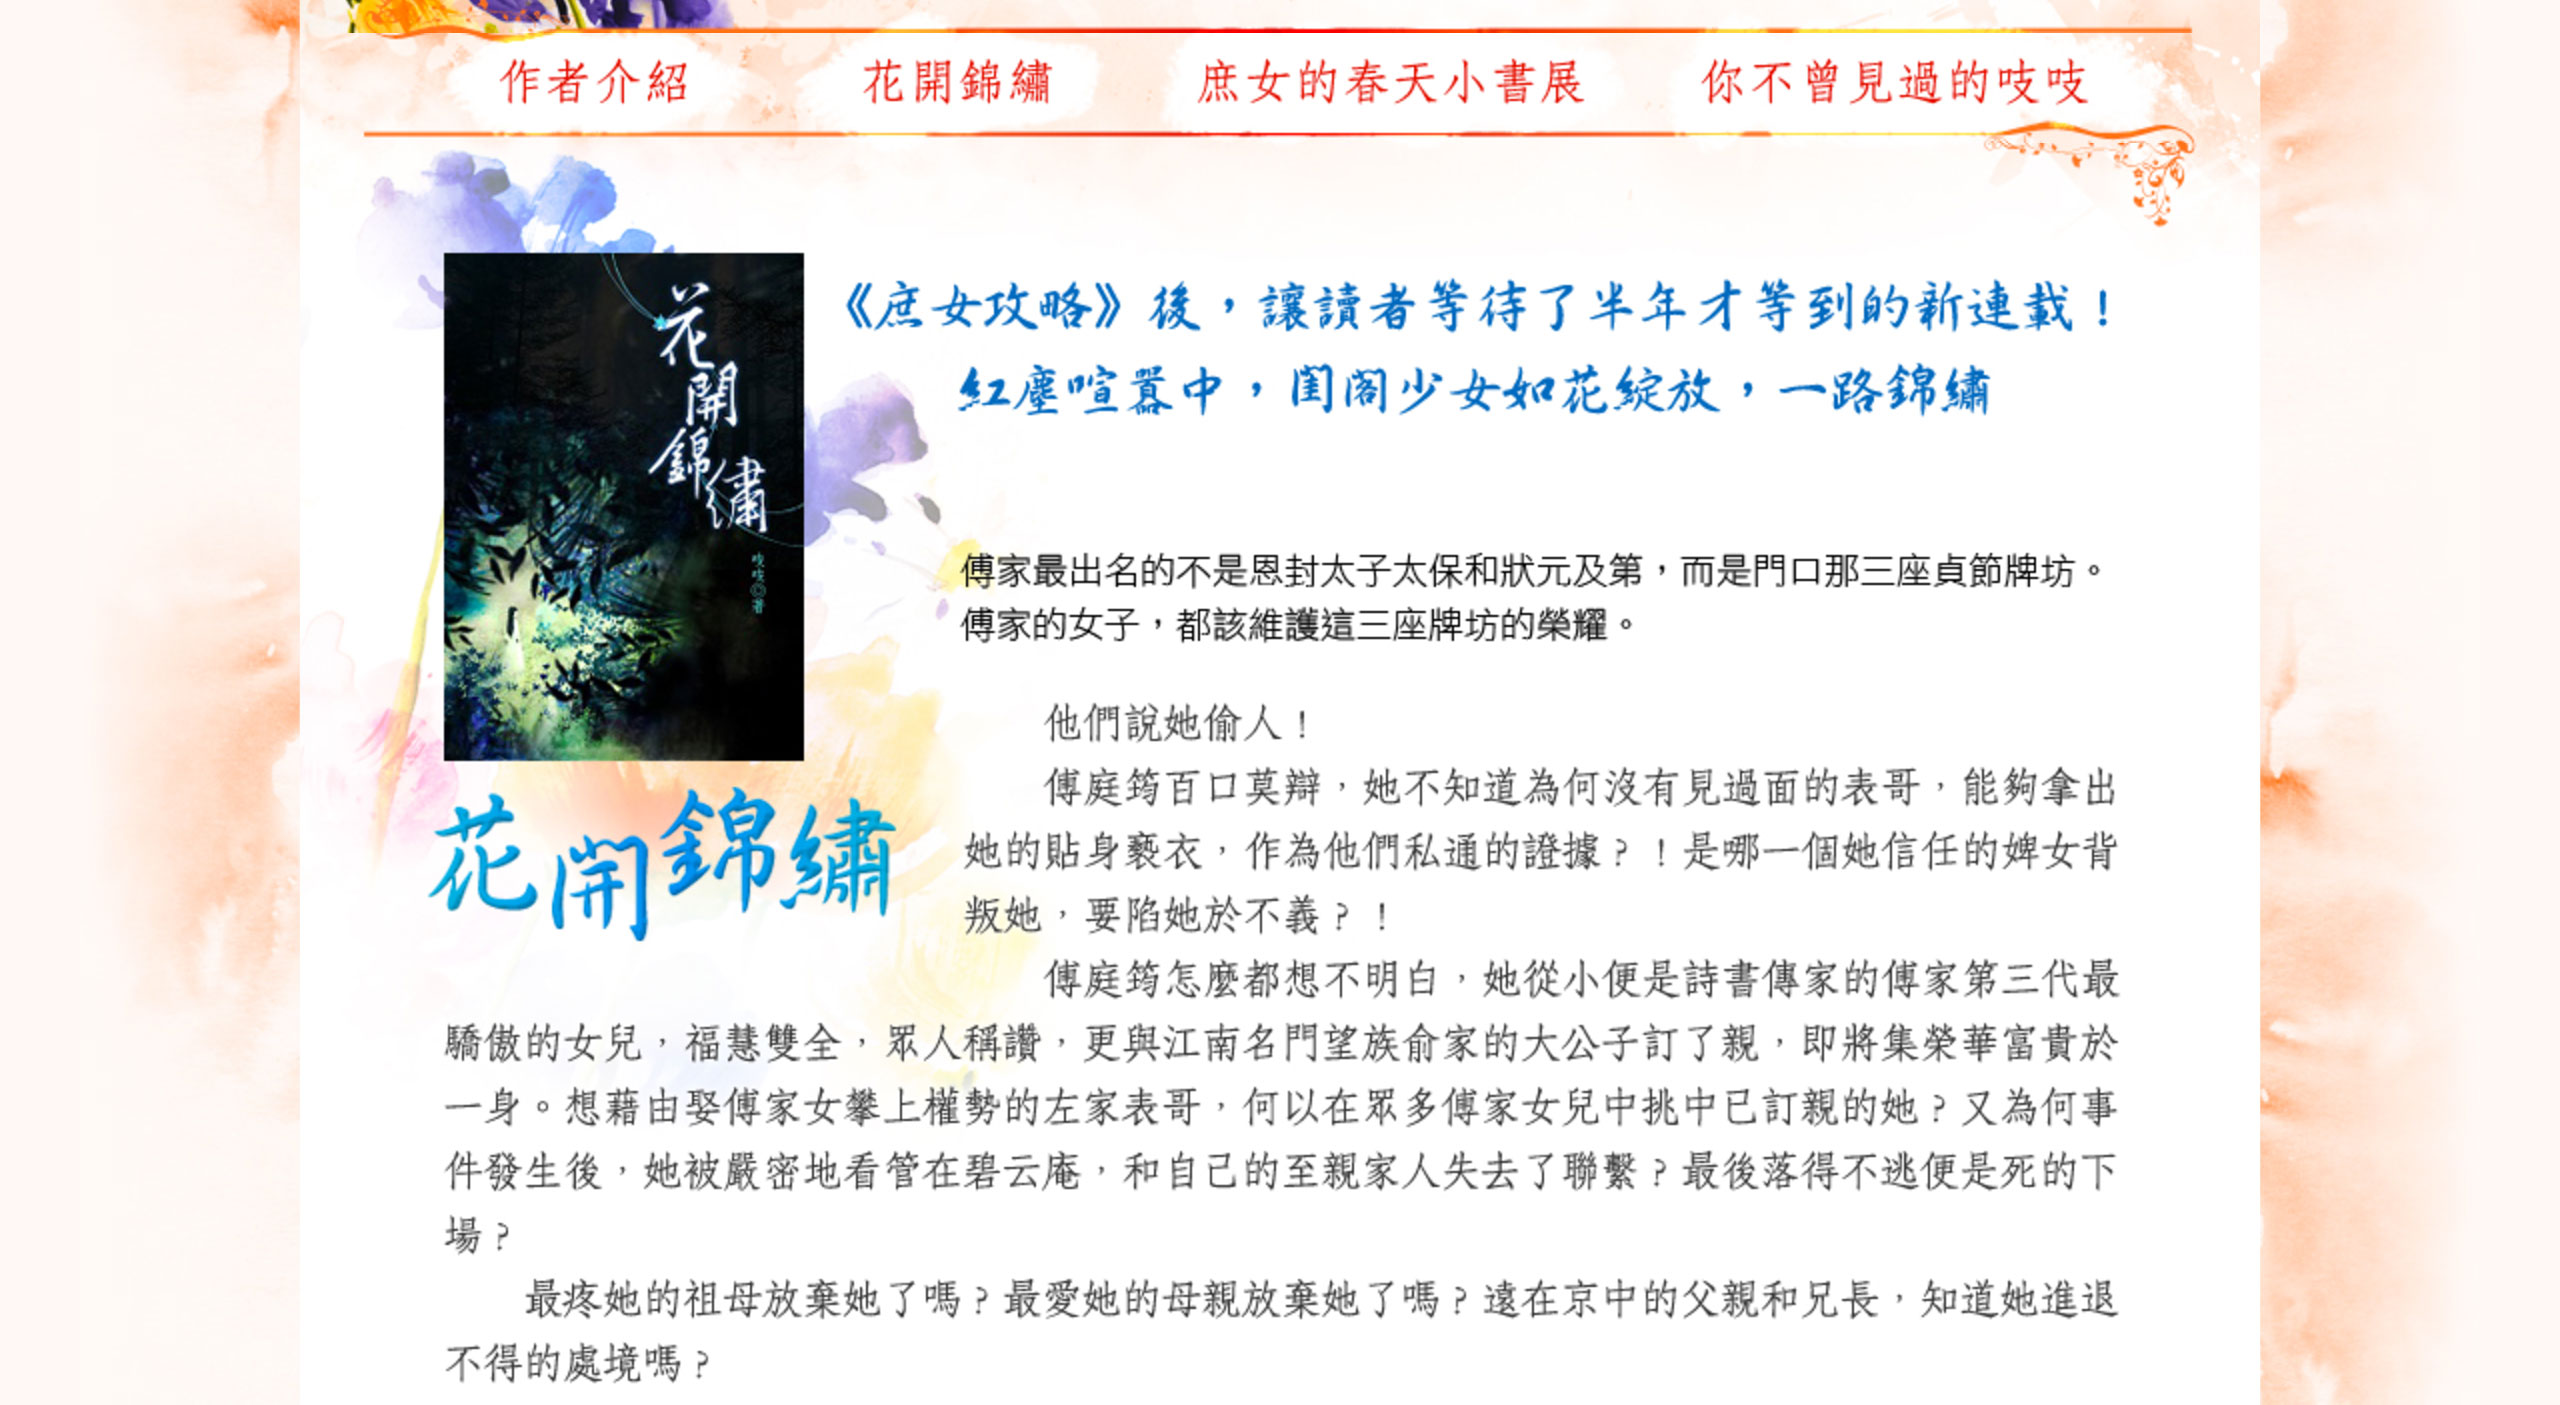 作者介紹
花開錦繡
庶女的春天小書展
你不曾見過的吱吱
花開錦繡
吱吱◎著
《庶女攻略》後，讓讀者等待了半年才等到的新連載！
紅塵喧囂中，閨閣少女如花綻放，一路錦繡
花開錦繡
傅家最出名的不是恩封太子太保和狀元及第，而是門口那三座貞節牌坊。
傅家的女子，都該維護這三座牌坊的榮耀。
他們說她偷人！
傅庭筠百口莫辯，她不知道為何沒有見過面的表哥，能夠拿出
她的貼身褻衣，作為他們私通的證據？！是哪一個她信任的婢女背
叛她，要陷她於不義？！
傅庭筠怎麼都想不明白，她從小便是詩書傳家的傅家第三代最
驕傲的女兒，福慧雙全，眾人稱讚，更與江南名門望族俞家的大公子訂了親，即將集榮華富貴於
一身。想藉由娶傅家女攀上權勢的左家表哥，何以在眾多傅家女兒中挑中已訂親的她？又為何事
件發生後，她被嚴密地看管在碧云庵，和自己的至親家人失去了聯繫？最後落得不逃便是死的下
場？
最疼她的祖母放棄她了嗎？最愛她的母親放棄她了嗎？遠在京中的父親和兄長，知道她進退
不得的處境嗎？